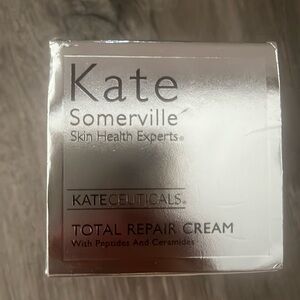 Kate
Somerville
Skin Health Experts®
KATECEUTICALS®
TOTAL REPAIR CREAM
With Peptides And Ceramides